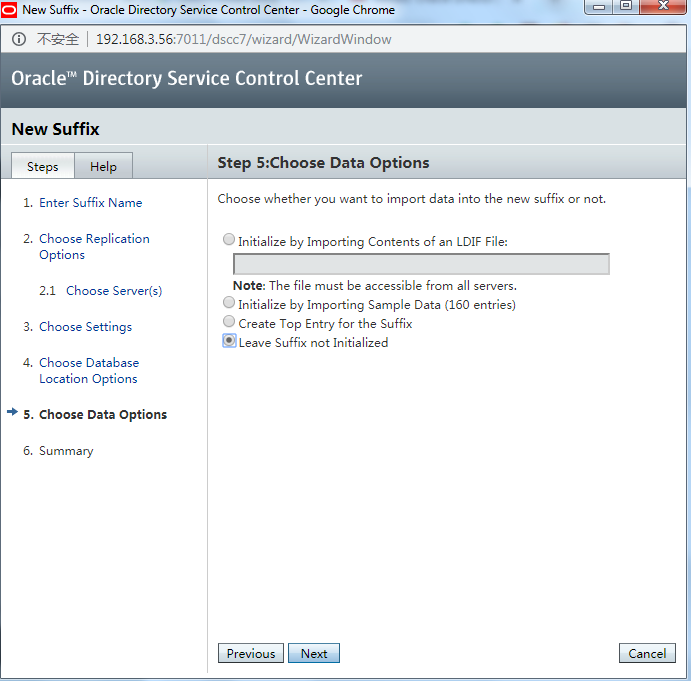 New Suffix - Oracle Directory Service Control Center - Google Chrome
不安全 192.168.3.56:7011/dscc7/wizard/WizardWindow
Oracle™ Directory Service Control Center
New Suffix
Steps Help
1. Enter Suffix Name
2. Choose Replication
Options
2.1 Choose Server(s)
3. Choose Settings
4. Choose Database
Location Options
5. Choose Data Options
6. Summary
Step 5:Choose Data Options
Choose whether you want to import data into the new suffix or not.
Initialize by Importing Contents of an LDIF File:
Note: The file must be accessible from all servers.
Initialize by Importing Sample Data (160 entries)
Create Top Entry for the Suffix
Leave Suffix not Initialized
Previous Next Cancel